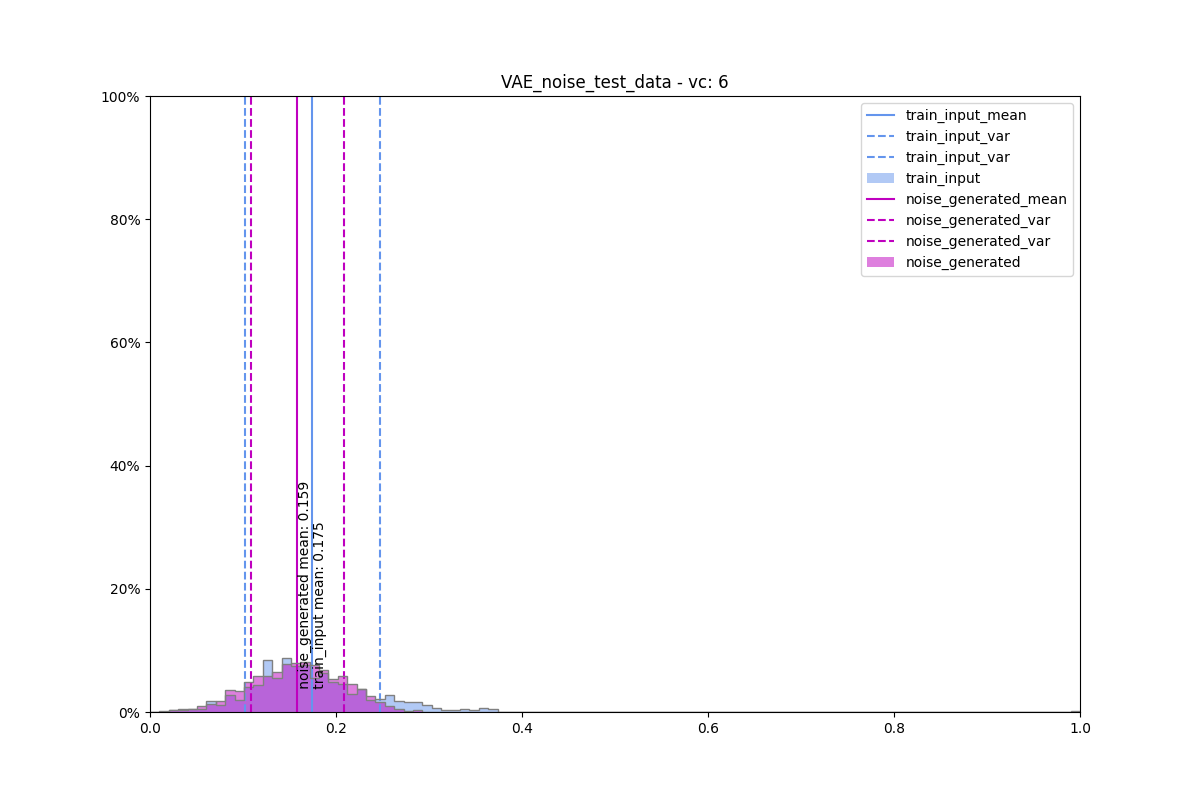 VAE_noise_test_data - vc: 6
100%
80%
60%
40%
20%
0%
0.0
0.2
0.4
0.6
0.8
1.0
train_input_mean
train_input_var
train_input_var
train_input
noise_generated_mean
noise_generated_var
noise_generated_var
noise_generated
noise_generated mean: 0.159
train_input mean: 0.175